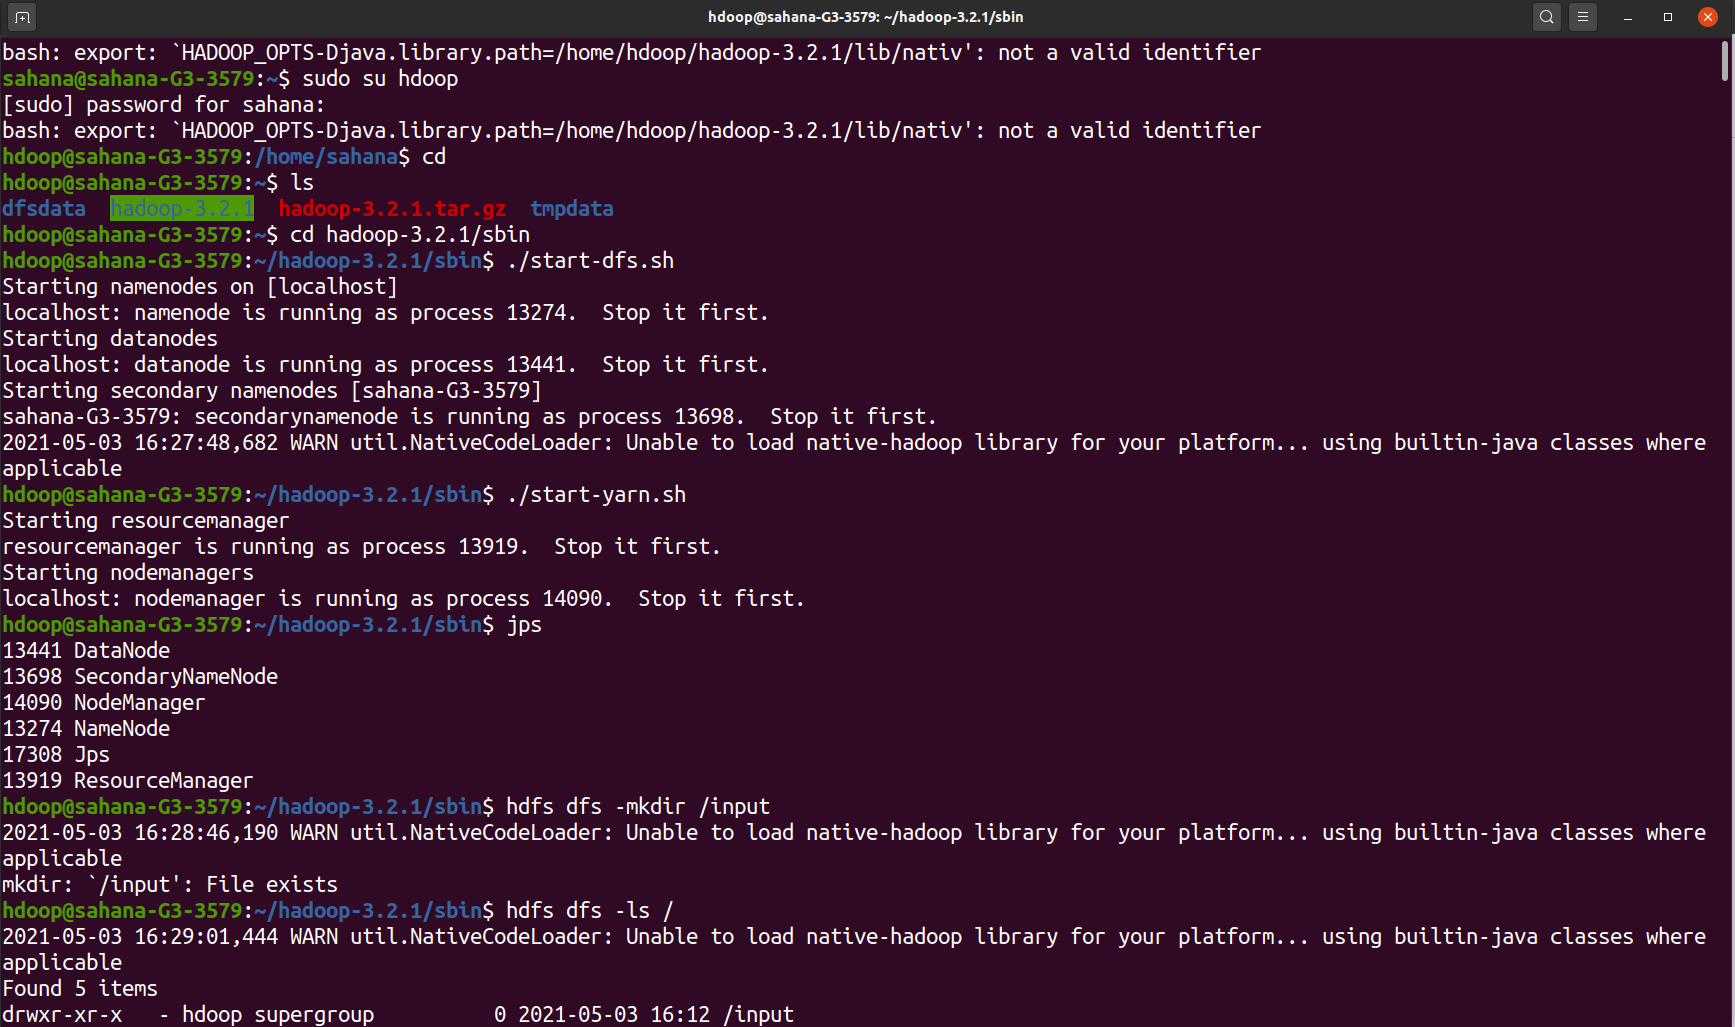 hdoop@sahana-G3-3579: ~/hadoop-3.2.1/sbin
bash: export: `HADOOP_OPTS-Djava.library.path=/home/hdoop/hadoop-3.2.1/lib/nativ': not a valid identifier
sahana@sahana-G3-3579:~$ sudo su hdoop
[sudo] password for sahana:
bash: export: `HADOOP_OPTS-Djava.library.path=/home/hdoop/hadoop-3.2.1/lib/nativ': not a valid identifier
hdoop@sahana-G3-3579:/home/sahana$ cd
hdoop@sahana-G3-3579:~$ ls
dfsdata  hadoop-3.2.1  hadoop-3.2.1.tar.gz  tmpdata
hdoop@sahana-G3-3579:~$ cd hadoop-3.2.1/sbin
hdoop@sahana-G3-3579:~/hadoop-3.2.1/sbin$ ./start-dfs.sh
Starting namenodes on [localhost]
localhost: namenode is running as process 13274.  Stop it first.
Starting datanodes
localhost: datanode is running as process 13441.  Stop it first.
Starting secondary namenodes [sahana-G3-3579]
sahana-G3-3579: secondarynamenode is running as process 13698.  Stop it first.
2021-05-03 16:27:48,682 WARN util.NativeCodeLoader: Unable to load native-hadoop library for your platform... using builtin-java classes where
applicable
hdoop@sahana-G3-3579:~/hadoop-3.2.1/sbin$ ./start-yarn.sh
Starting resourcemanager
resourcemanager is running as process 13919.  Stop it first.
Starting nodemanagers
localhost: nodemanager is running as process 14090.  Stop it first.
hdoop@sahana-G3-3579:~/hadoop-3.2.1/sbin$ jps
13441 DataNode
13698 SecondaryNameNode
14090 NodeManager
13274 NameNode
17308 Jps
13919 ResourceManager
hdoop@sahana-G3-3579:~/hadoop-3.2.1/sbin$ hdfs dfs -mkdir /input
2021-05-03 16:28:46,190 WARN util.NativeCodeLoader: Unable to load native-hadoop library for your platform... using builtin-java classes where
applicable
mkdir: `/input': File exists
hdoop@sahana-G3-3579:~/hadoop-3.2.1/sbin$ hdfs dfs -ls /
2021-05-03 16:29:01,444 WARN util.NativeCodeLoader: Unable to load native-hadoop library for your platform... using builtin-java classes where
applicable
Found 5 items
drwxr-xr-x   - hdoop supergroup          0 2021-05-03 16:12 /input